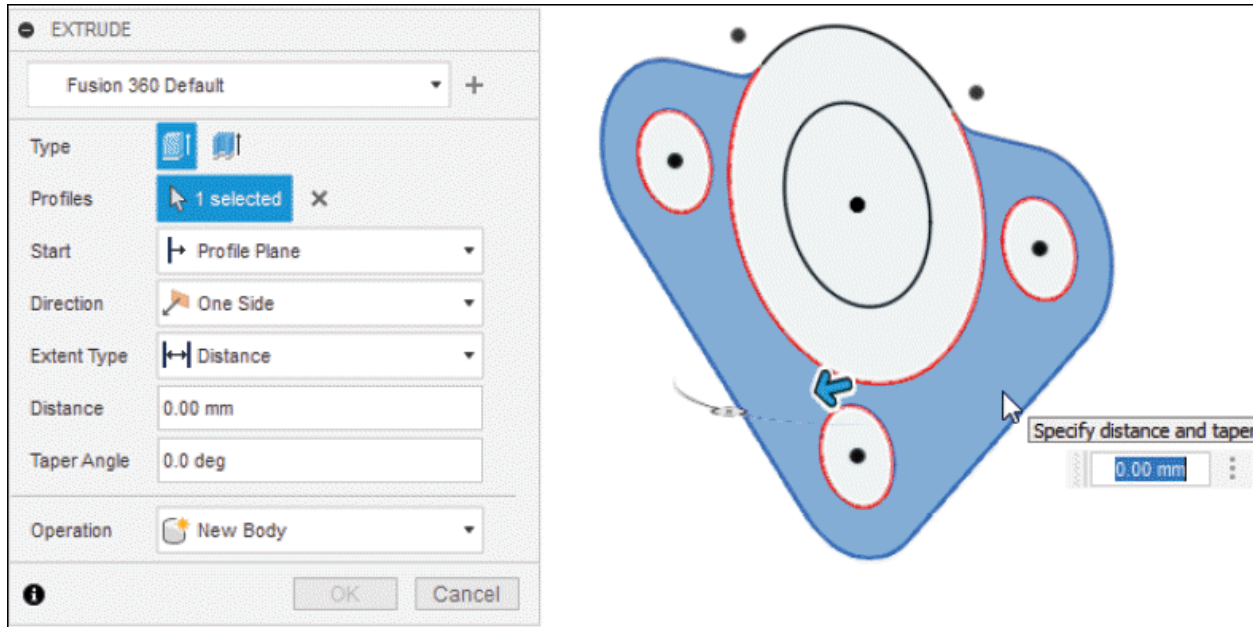 EXTRUDE
Fusion 360 Default
Type
Profiles 1 selected
Start Profile Plane
Direction One Side
Extent Type Distance
Distance 0.00 mm
Taper Angle 0.0 deg
Operation New Body
OK Cancel
Specify distance and taper
0.00 mm